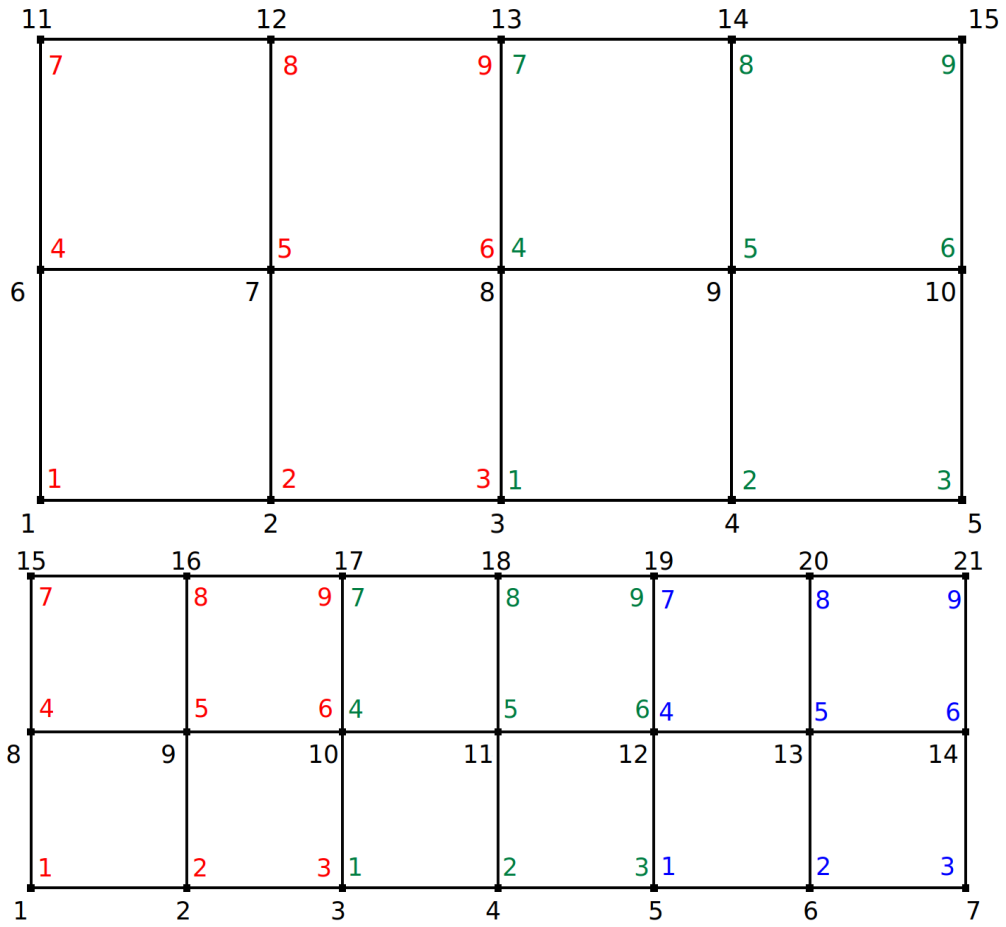 11 12 13 14 15
7 8 9 7 8 9
4 5 6 4 5 6
6 7 8 9 10
1 2 3 1 2 3
1 2 3 4 5
15 16 17 18 19 20 21
7 8 9 7 8 9 7 8 9
4 5 6 4 5 6 4 5 6
8 9 10 11 12 13 14
1 2 3 1 2 3 1 2 3
1 2 3 4 5 6 7